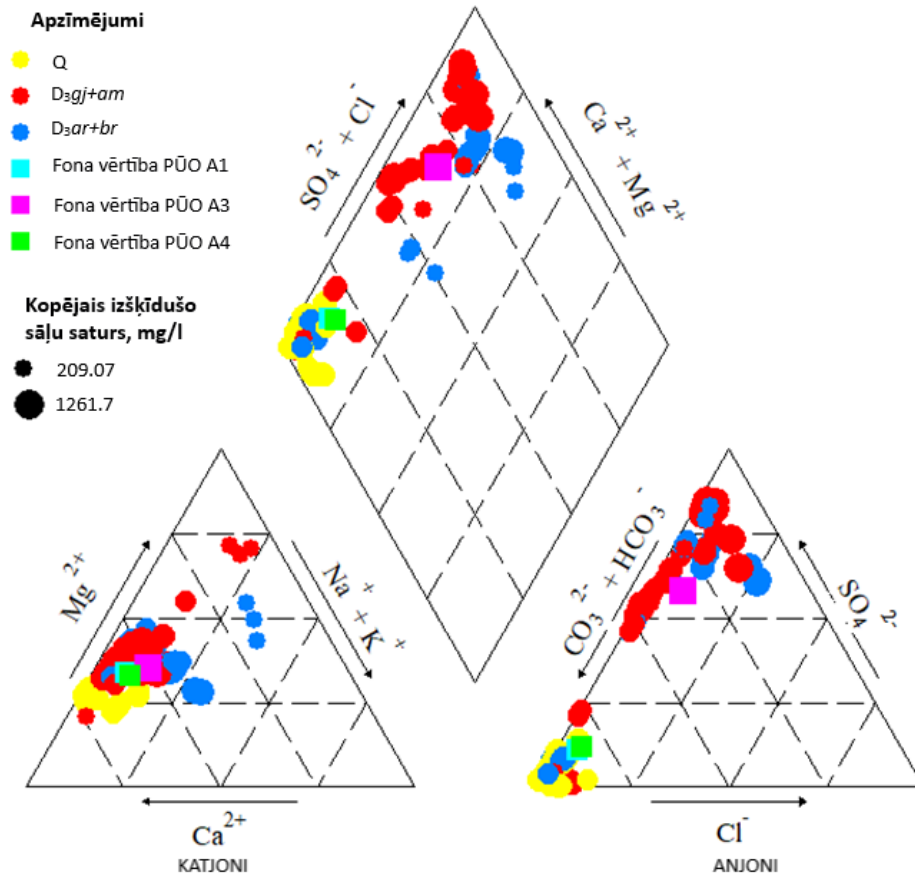 Apzīmējumi
Q
D₃gj+am
D₃ar+br
Fona vērtība PŪO A1
Fona vērtība PŪO A3
Fona vērtība PŪO A4
Kopējais izšķīdušo
sāļu saturs, mg/l
209.07
1261.7
SO₄²⁻ + Cl⁻
Ca²⁺ + Mg²⁺
Mg²⁺
Na⁺ + K⁺
CO₃²⁻ + HCO₃⁻
SO₄²⁻
Ca²⁺
Cl⁻
KATJONI
ANJONI